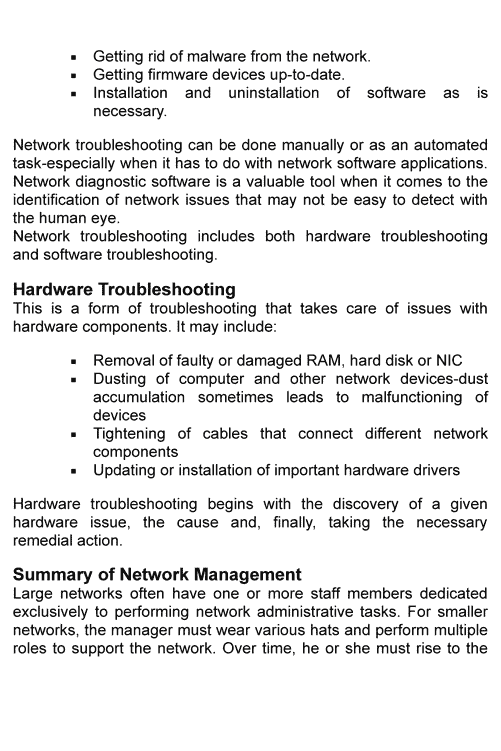 ▪ Getting rid of malware from the network.
▪ Getting firmware devices up-to-date.
▪ Installation and uninstallation of software as is
necessary.
Network troubleshooting can be done manually or as an automated
task-especially when it has to do with network software applications.
Network diagnostic software is a valuable tool when it comes to the
identification of network issues that may not be easy to detect with
the human eye.
Network troubleshooting includes both hardware troubleshooting
and software troubleshooting.
Hardware Troubleshooting
This is a form of troubleshooting that takes care of issues with
hardware components. It may include:
▪ Removal of faulty or damaged RAM, hard disk or NIC
▪ Dusting of computer and other network devices-dust
accumulation sometimes leads to malfunctioning of
devices
▪ Tightening of cables that connect different network
components
▪ Updating or installation of important hardware drivers
Hardware troubleshooting begins with the discovery of a given
hardware issue, the cause and, finally, taking the necessary
remedial action.
Summary of Network Management
Large networks often have one or more staff members dedicated
exclusively to performing network administrative tasks. For smaller
networks, the manager must wear various hats and perform multiple
roles to support the network. Over time, he or she must rise to the